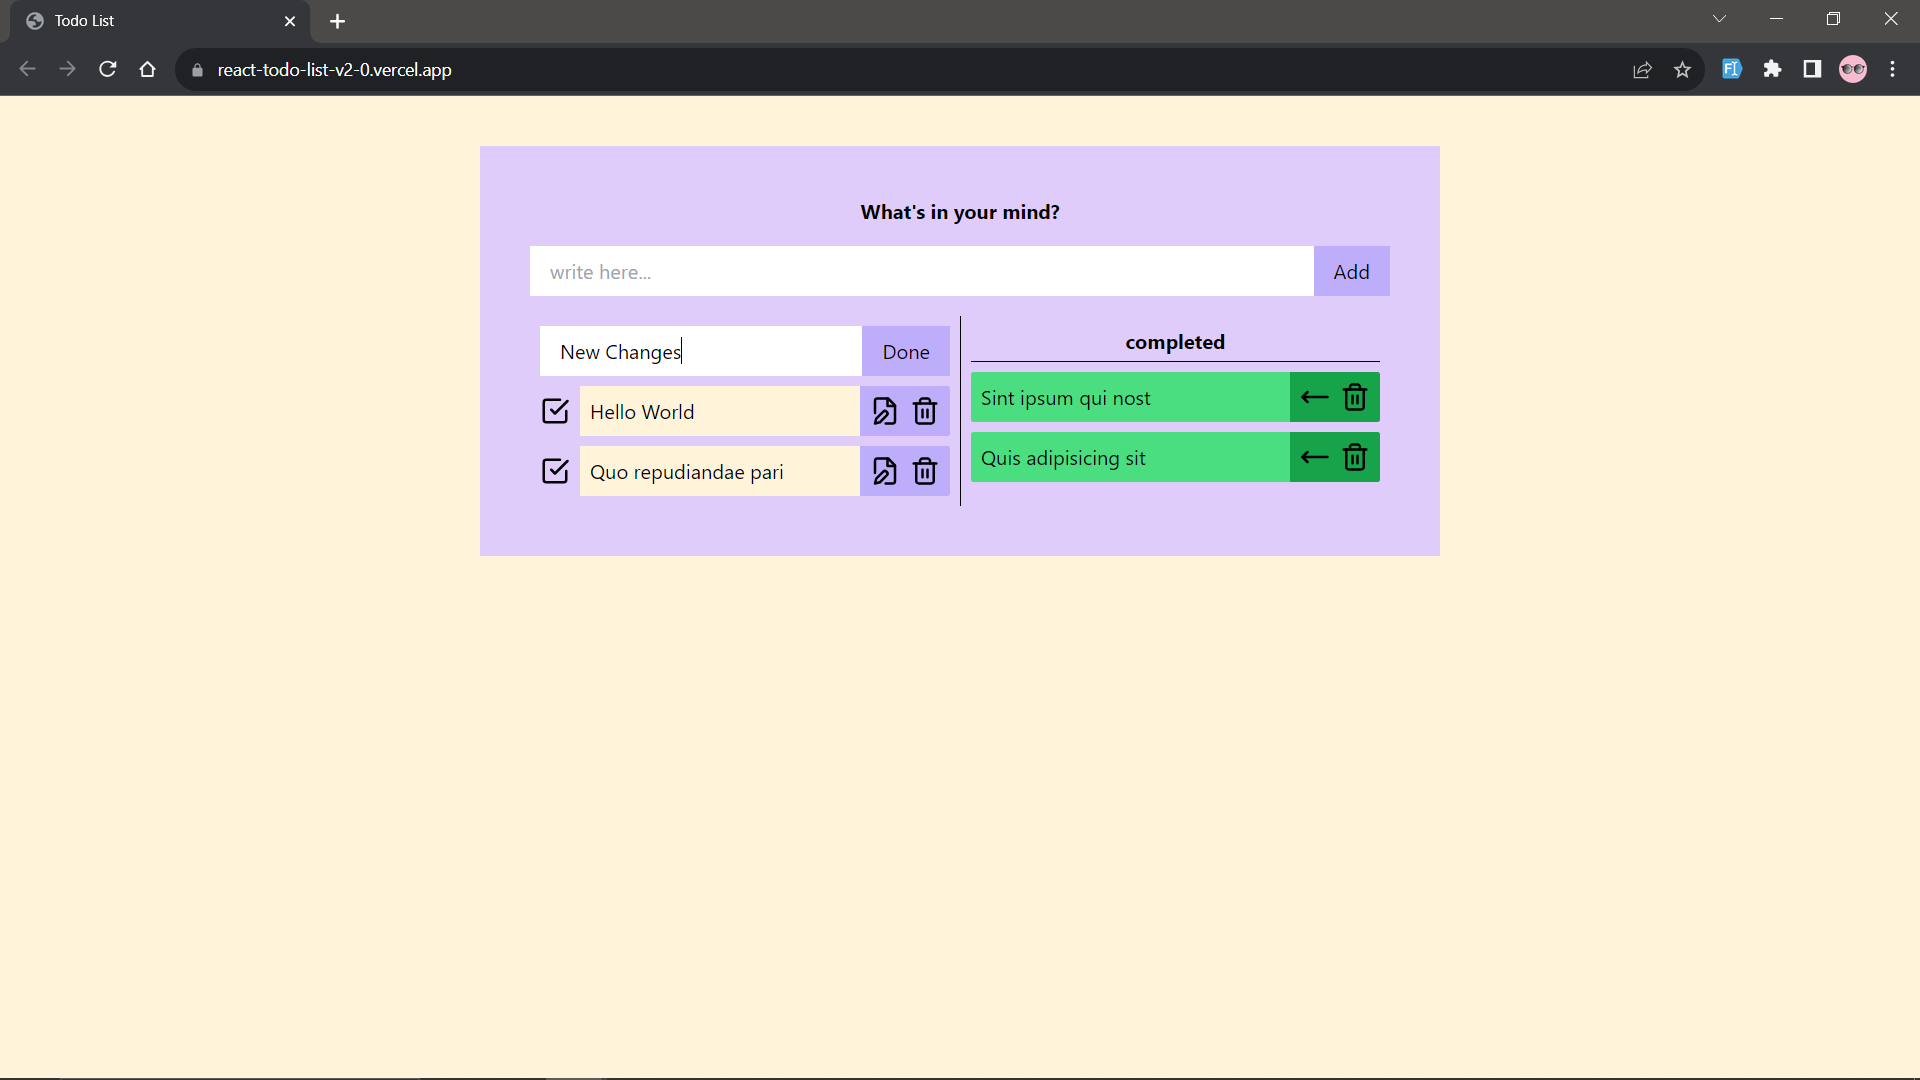 Todo List
react-todo-list-v2-0.vercel.app
What's in your mind?
write here...
Add
New Changes
Done
Hello World
Quo repudiandae pari
completed
Sint ipsum qui nost
Quis adipisicing sit